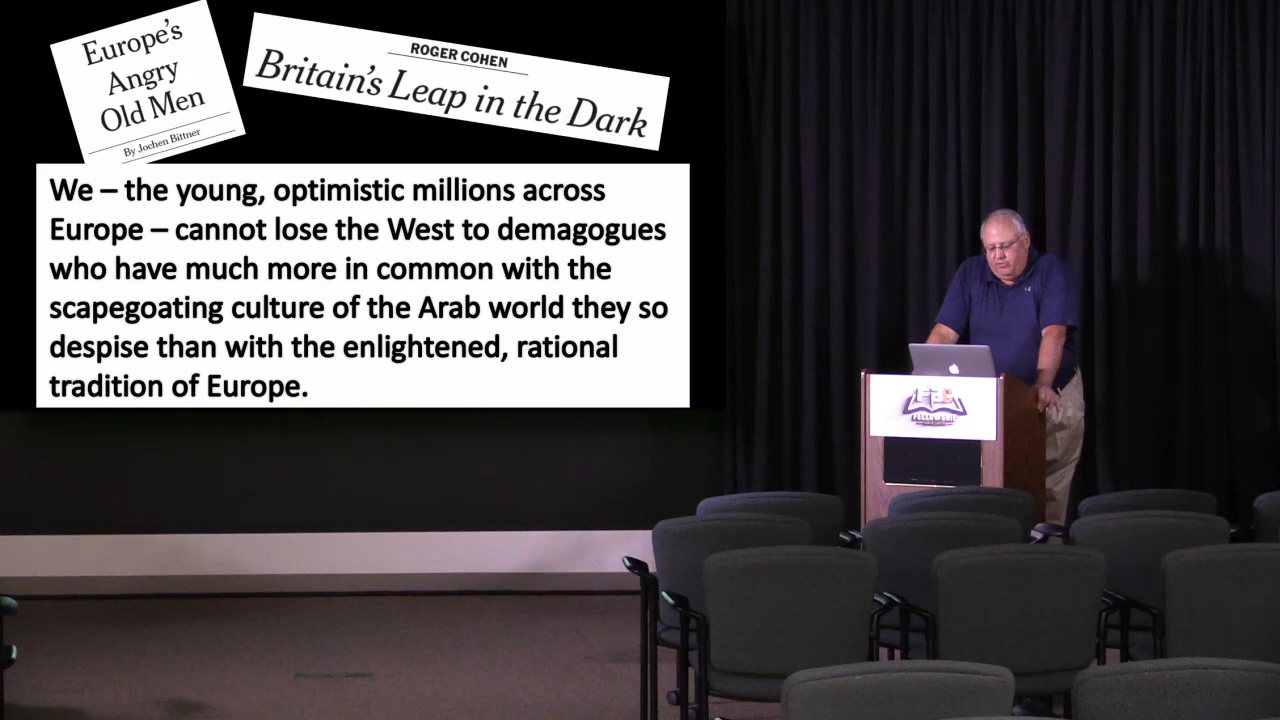 Europe's
Angry
Old Men
By Jochen Bittner
ROGER COHEN
Britain's Leap in the Dark
We – the young, optimistic millions across
Europe – cannot lose the West to demagogues
who have much more in common with the
scapegoating culture of the Arab world they so
despise than with the enlightened, rational
tradition of Europe.
FBC
FELLOWSHIP